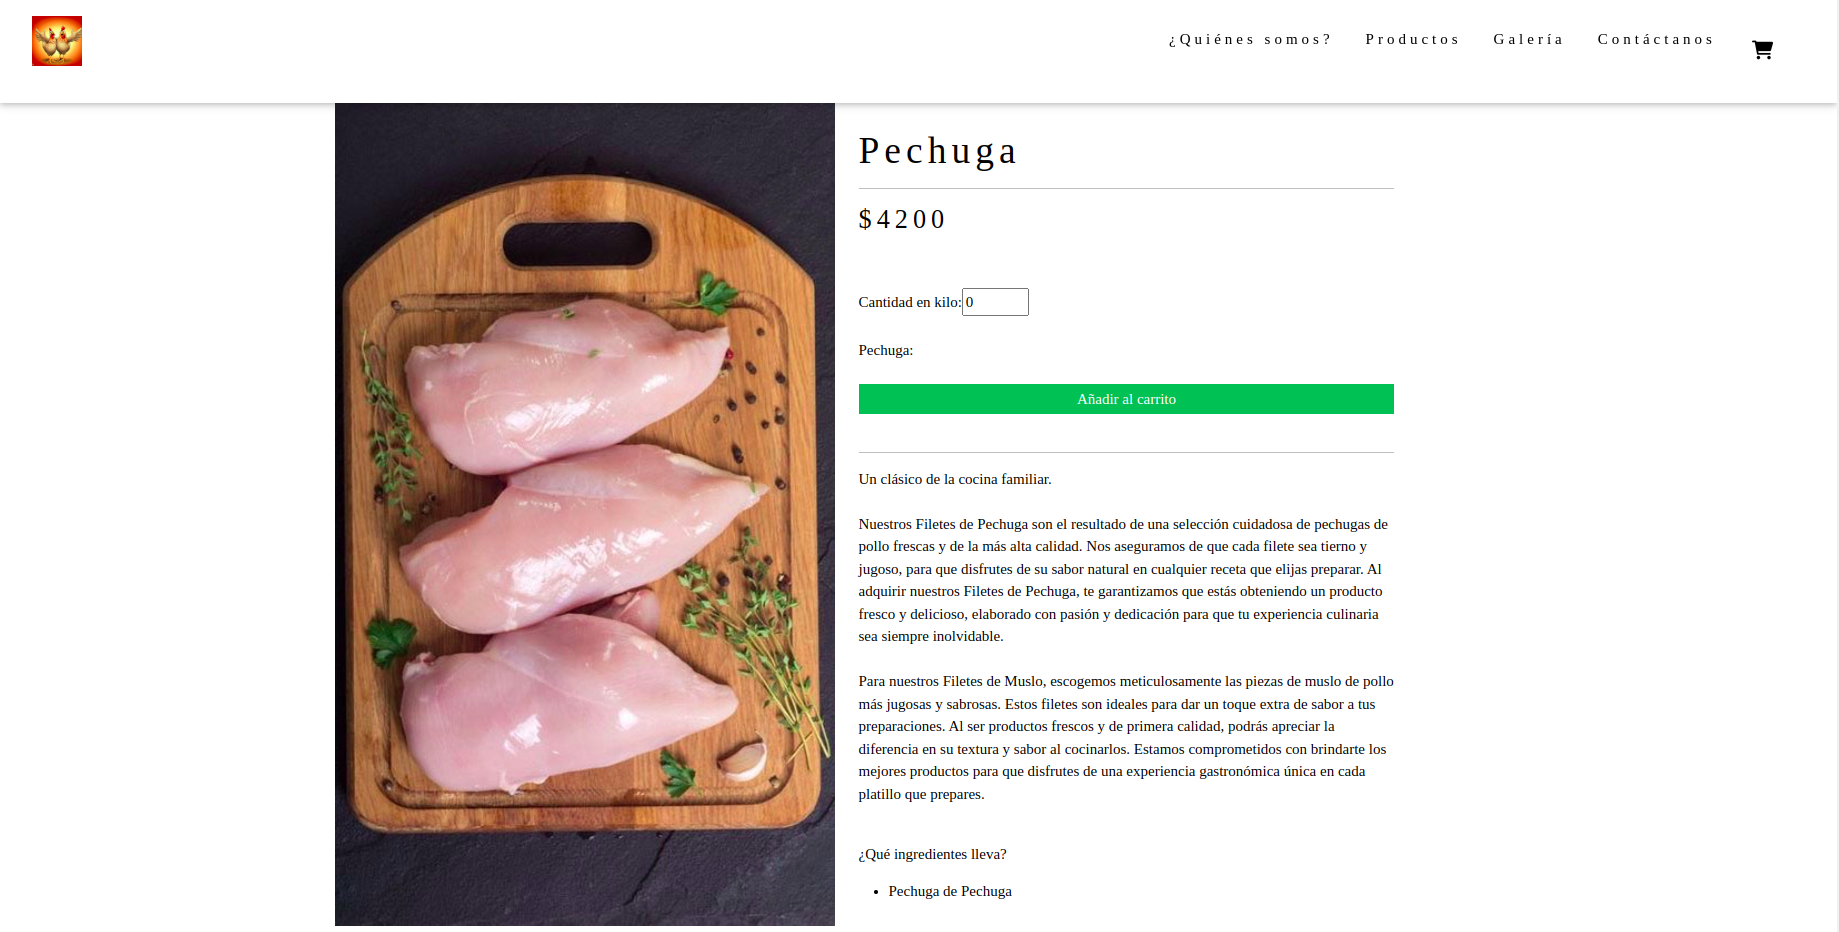 ¿Quiénes somos? Productos Galería Contáctanos
Pechuga
$4200
Cantidad en kilo: 0
Pechuga:
Añadir al carrito
Un clásico de la cocina familiar.
Nuestros Filetes de Pechuga son el resultado de una selección cuidadosa de pechugas de
pollo frescas y de la más alta calidad. Nos aseguramos de que cada filete sea tierno y
jugoso, para que disfrutes de su sabor natural en cualquier receta que elijas preparar. Al
adquirir nuestros Filetes de Pechuga, te garantizamos que estás obteniendo un producto
fresco y delicioso, elaborado con pasión y dedicación para que tu experiencia culinaria
sea siempre inolvidable.
Para nuestros Filetes de Muslo, escogemos meticulosamente las piezas de muslo de pollo
más jugosas y sabrosas. Estos filetes son ideales para dar un toque extra de sabor a tus
preparaciones. Al ser productos frescos y de primera calidad, podrás apreciar la
diferencia en su textura y sabor al cocinarlos. Estamos comprometidos con brindarte los
mejores productos para que disfrutes de una experiencia gastronómica única en cada
platillo que prepares.
¿Qué ingredientes lleva?
• Pechuga de Pechuga